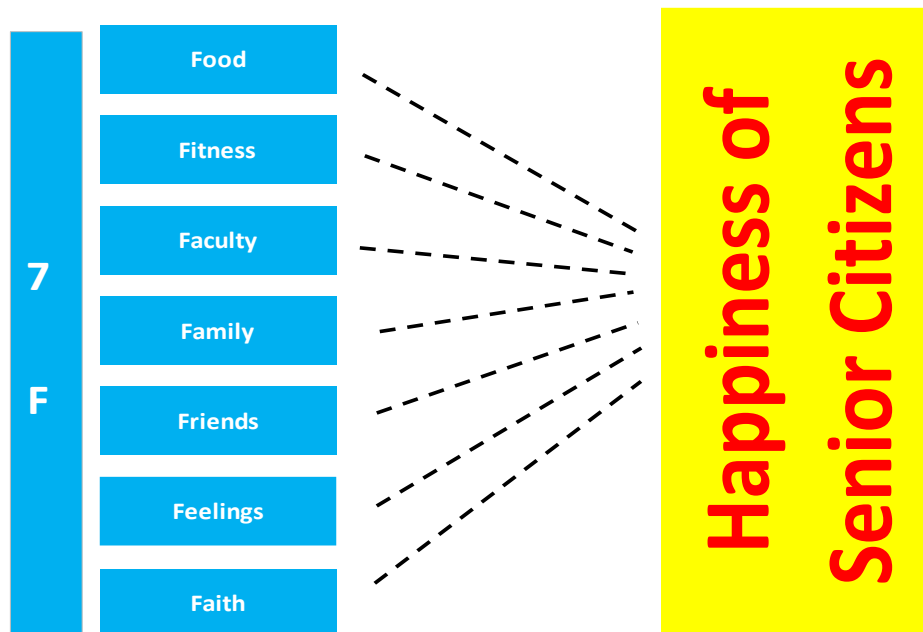 7
F
Food
Fitness
Faculty
Family
Friends
Feelings
Faith
Happiness of
Senior Citizens